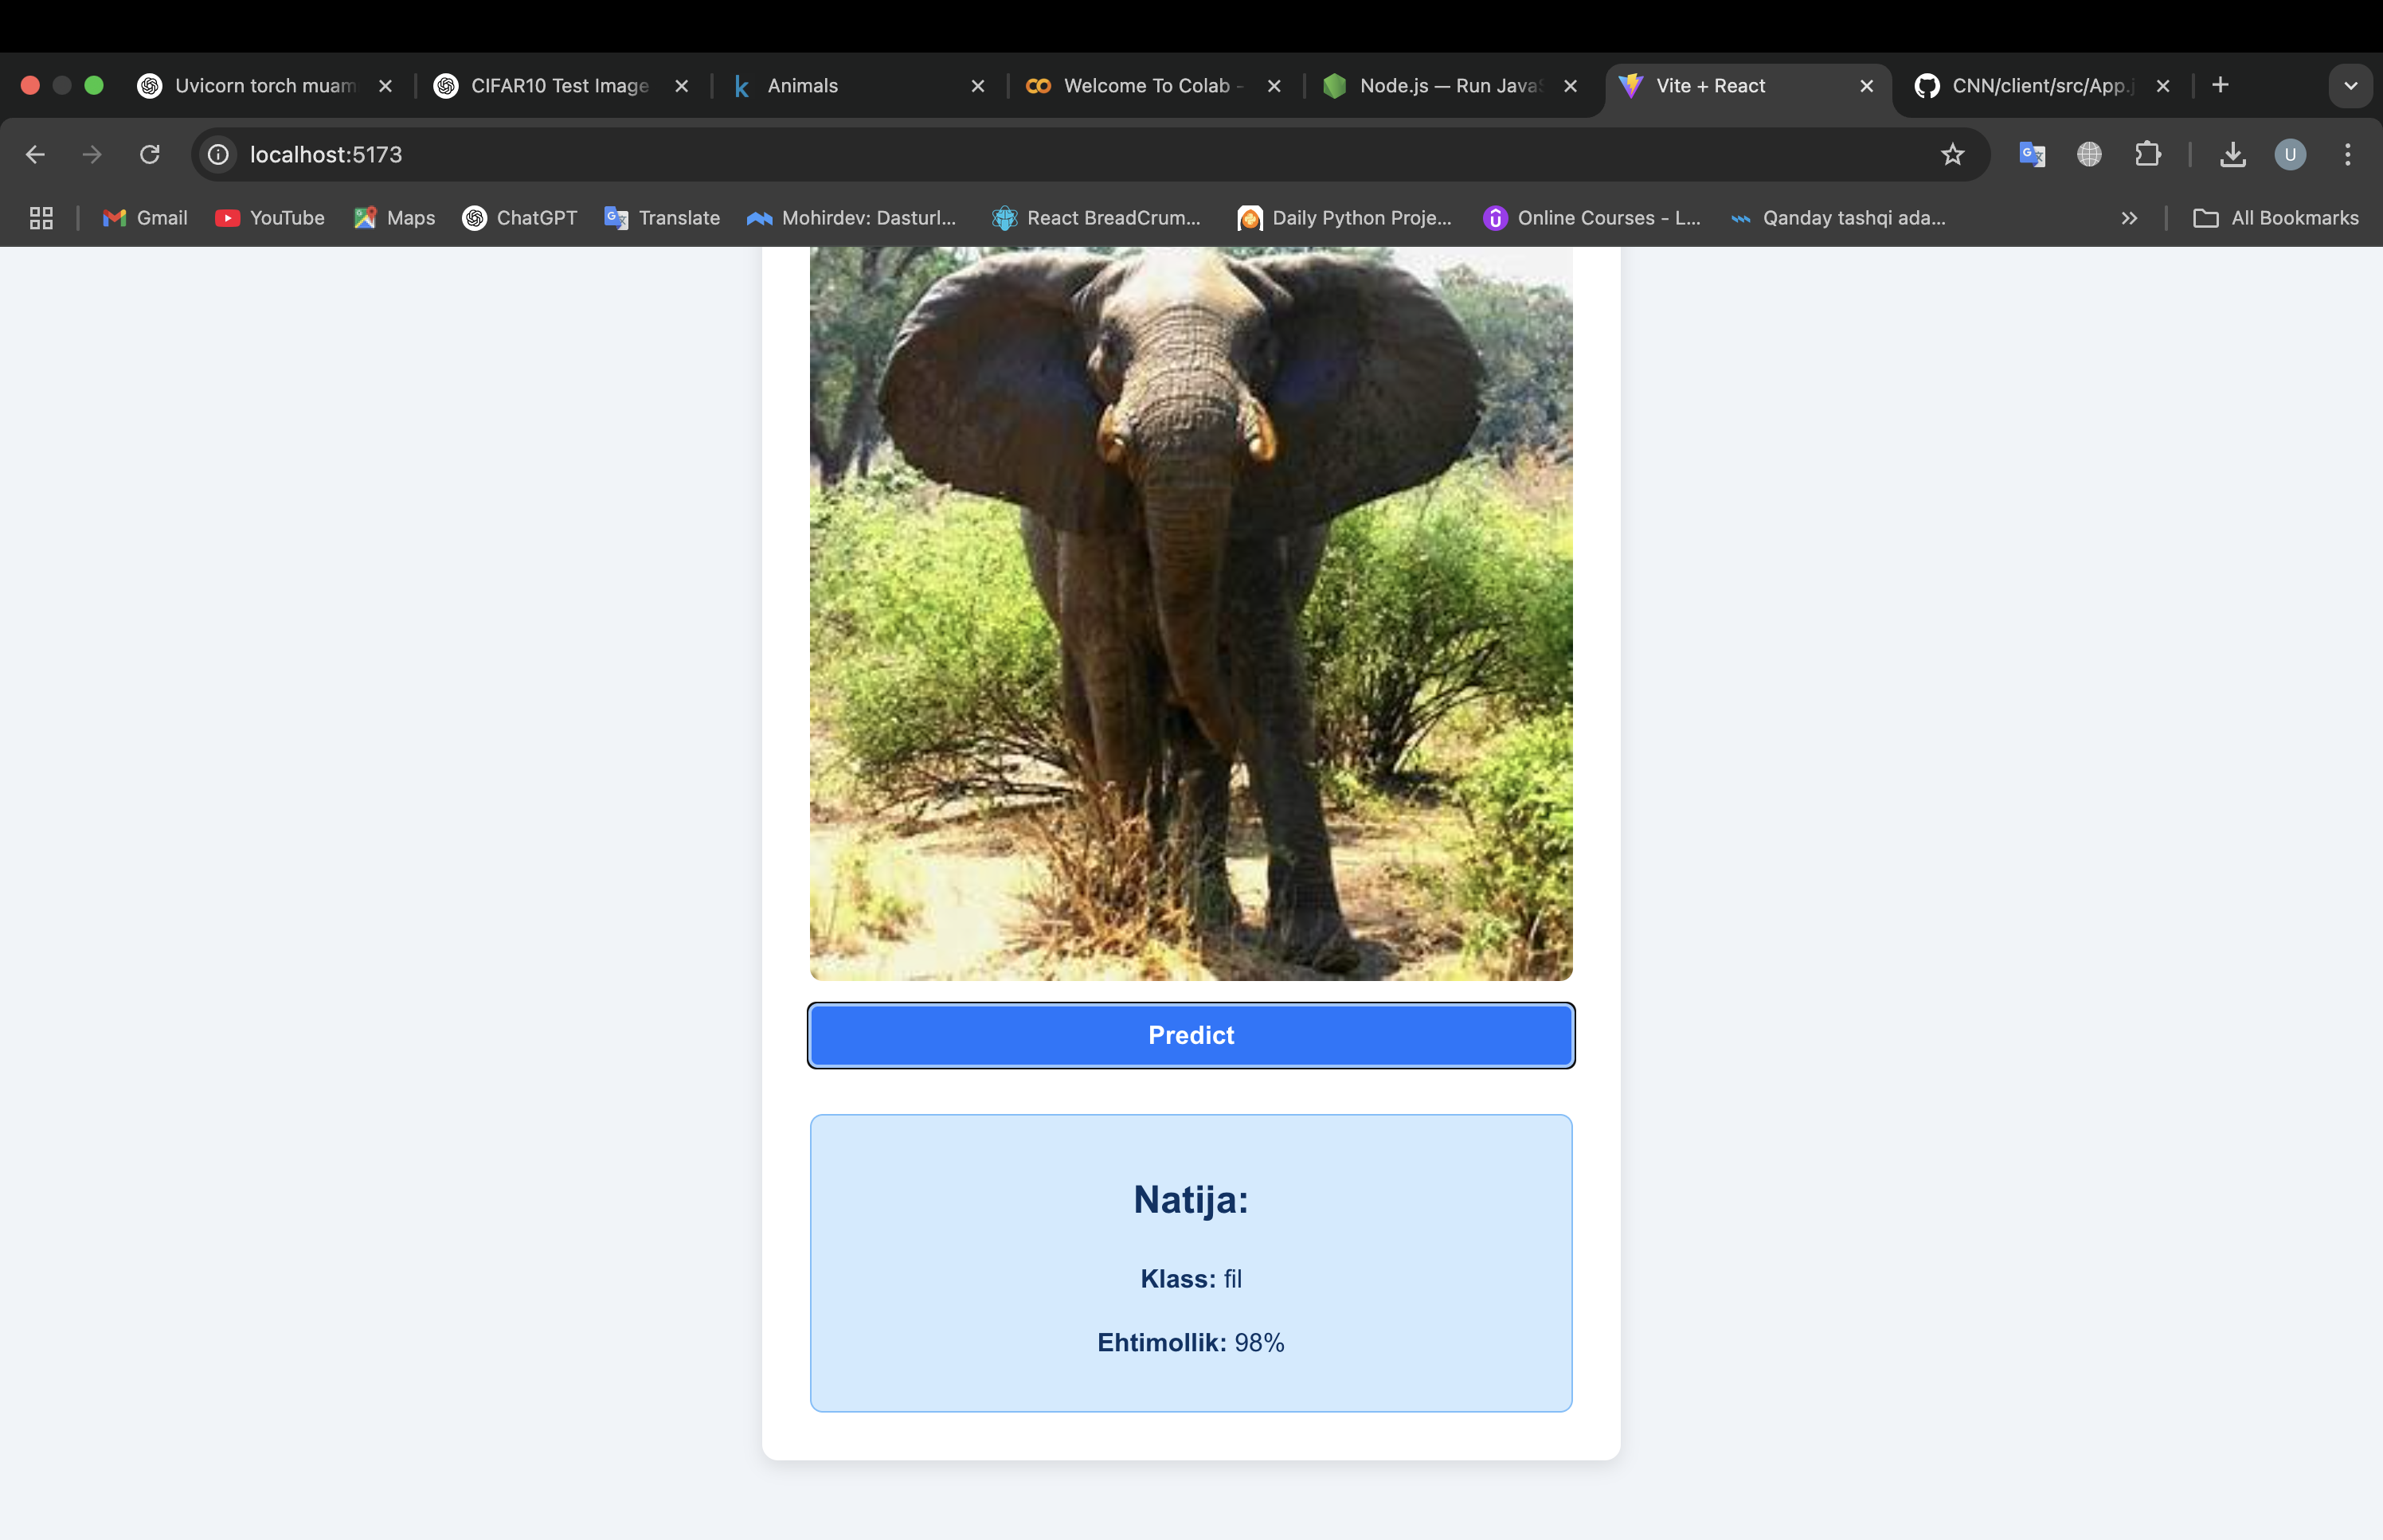 Uvicorn torch muam
CIFAR10 Test Image
Animals
Welcome To Colab -
Node.js — Run Java
Vite + React
CNN/client/src/App.j
localhost:5173
U
Gmail
YouTube
Maps
ChatGPT
Translate
Mohirdev: Dasturl...
React BreadCrum...
Daily Python Proje...
Online Courses - L...
Qanday tashqi ada...
All Bookmarks
Predict
Natija:
Klass: fil
Ehtimollik: 98%